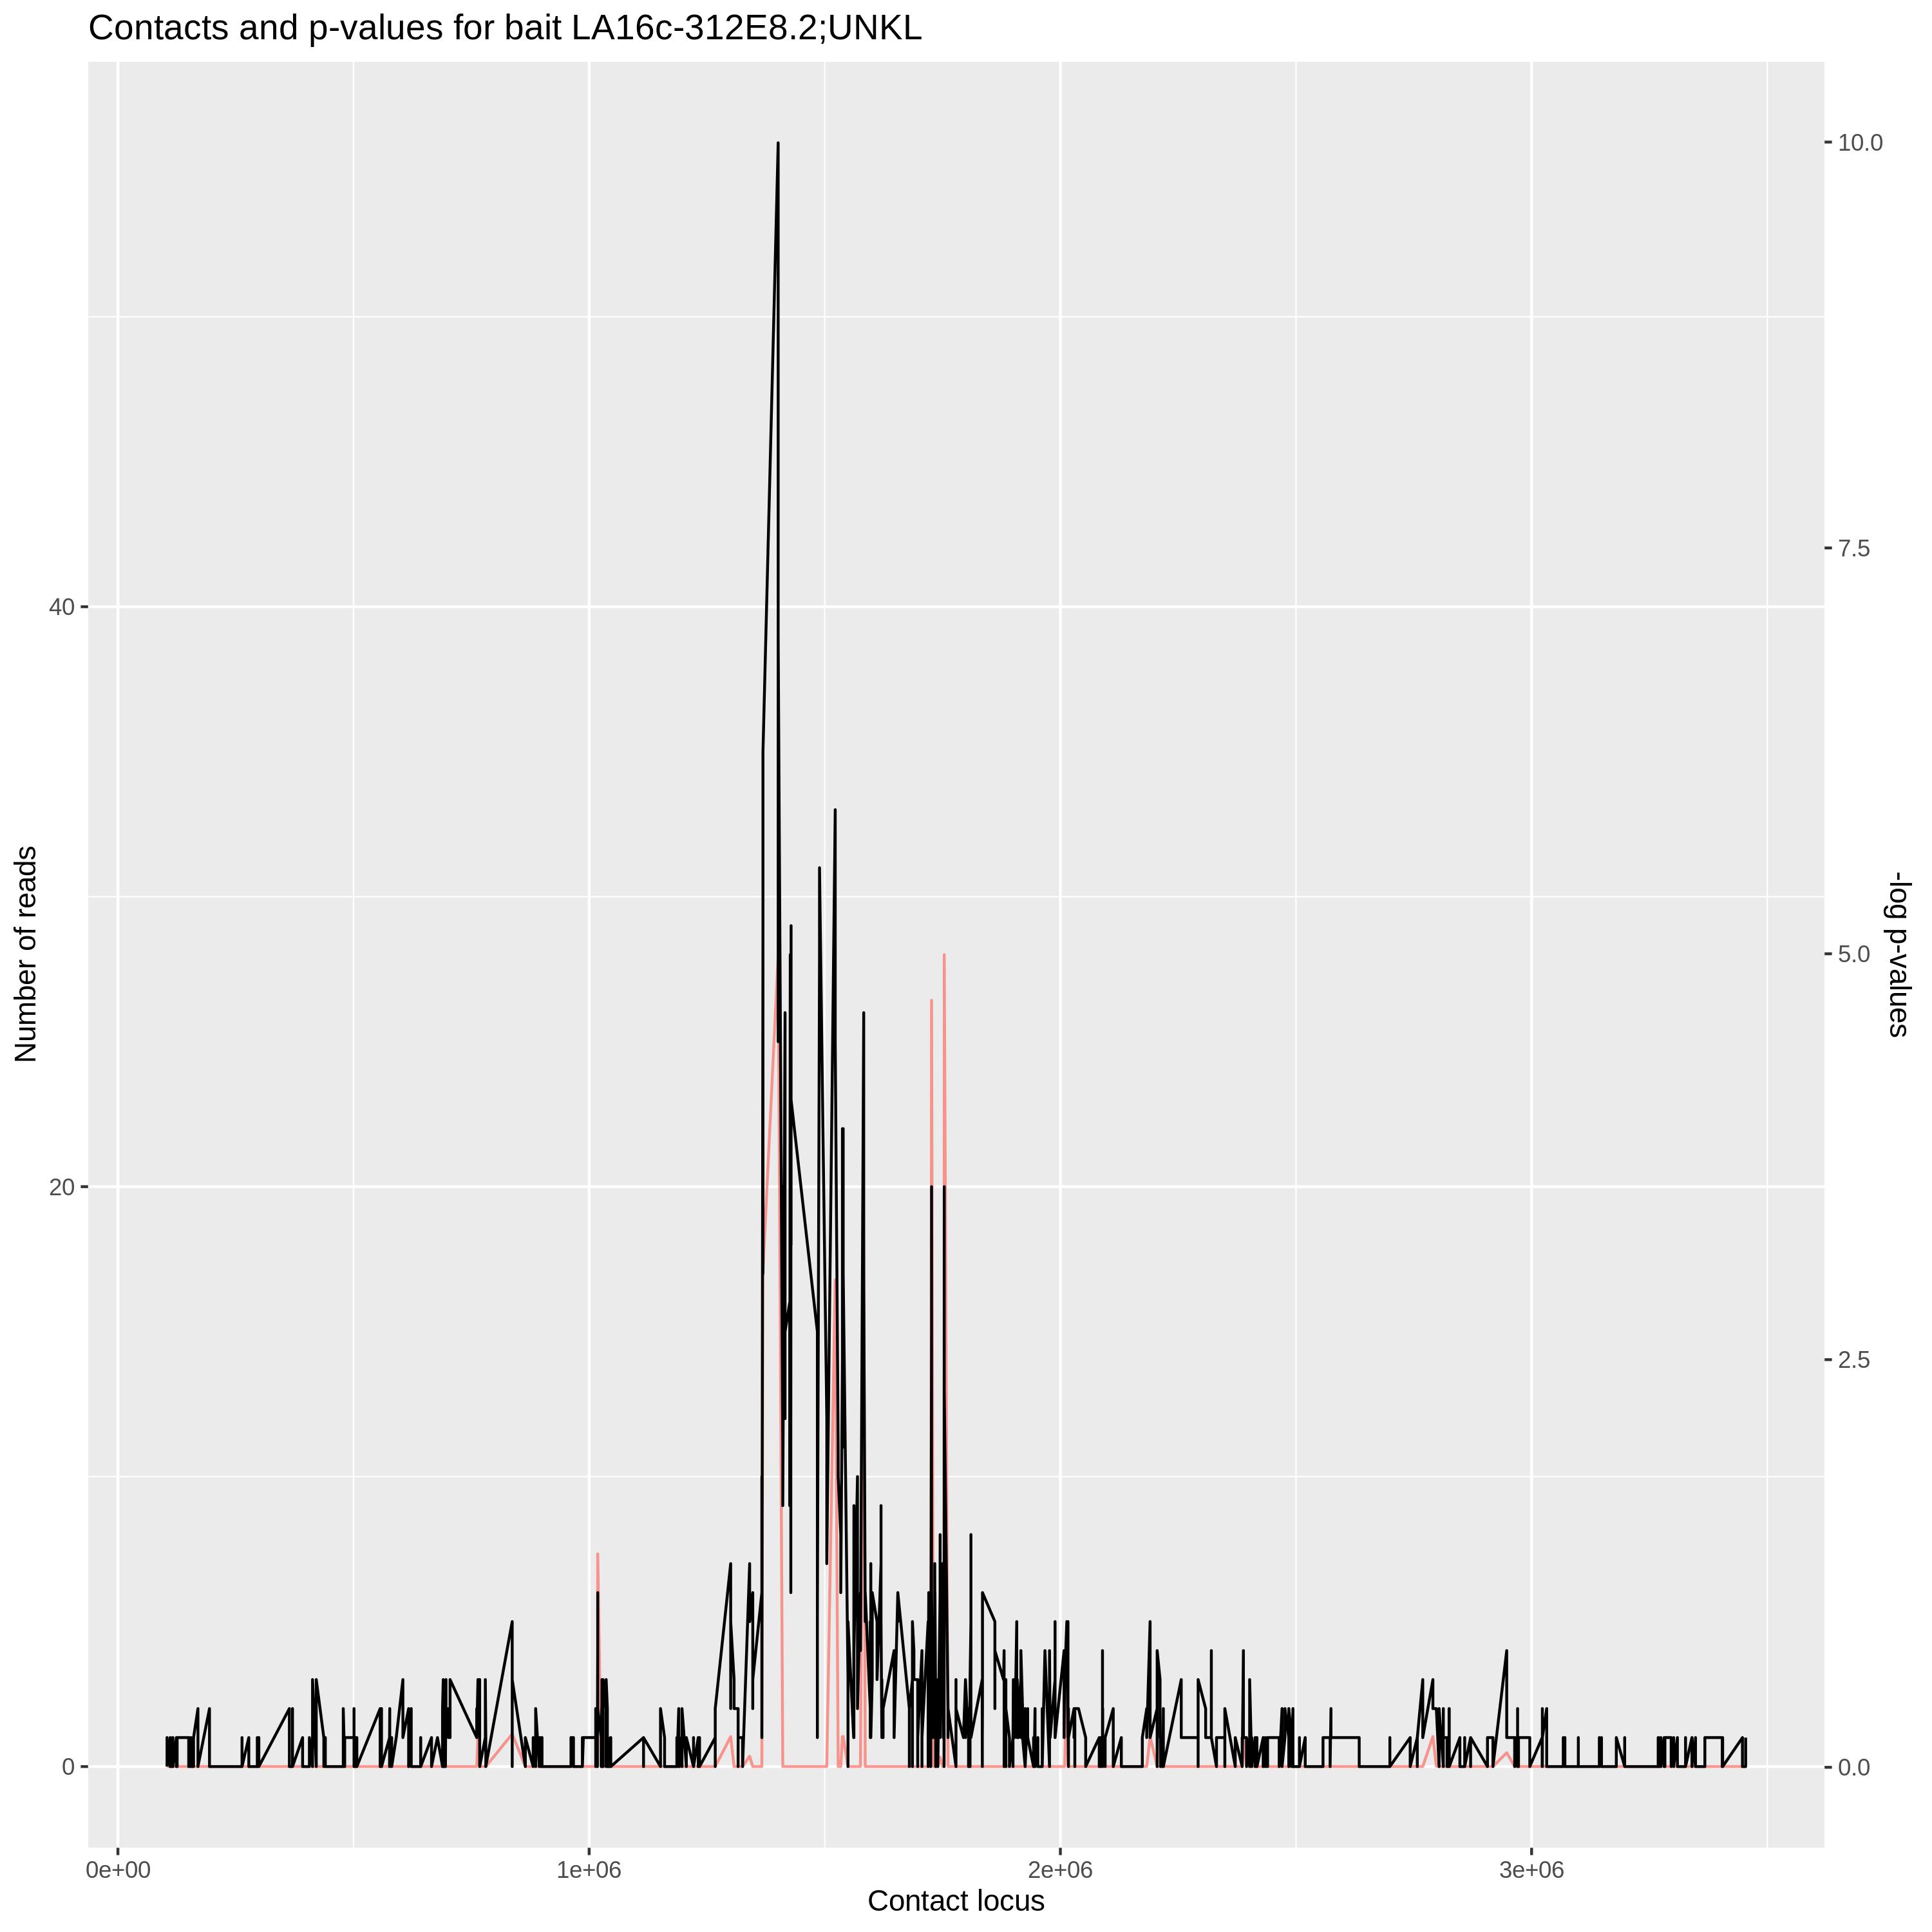 Contacts and p-values for bait LA16c-312E8.2;UNKL
10.0
7.5
40
Number of reads
-log p-values
5.0
20
2.5
0
0.0
0e+00
1e+06
2e+06
3e+06
Contact locus